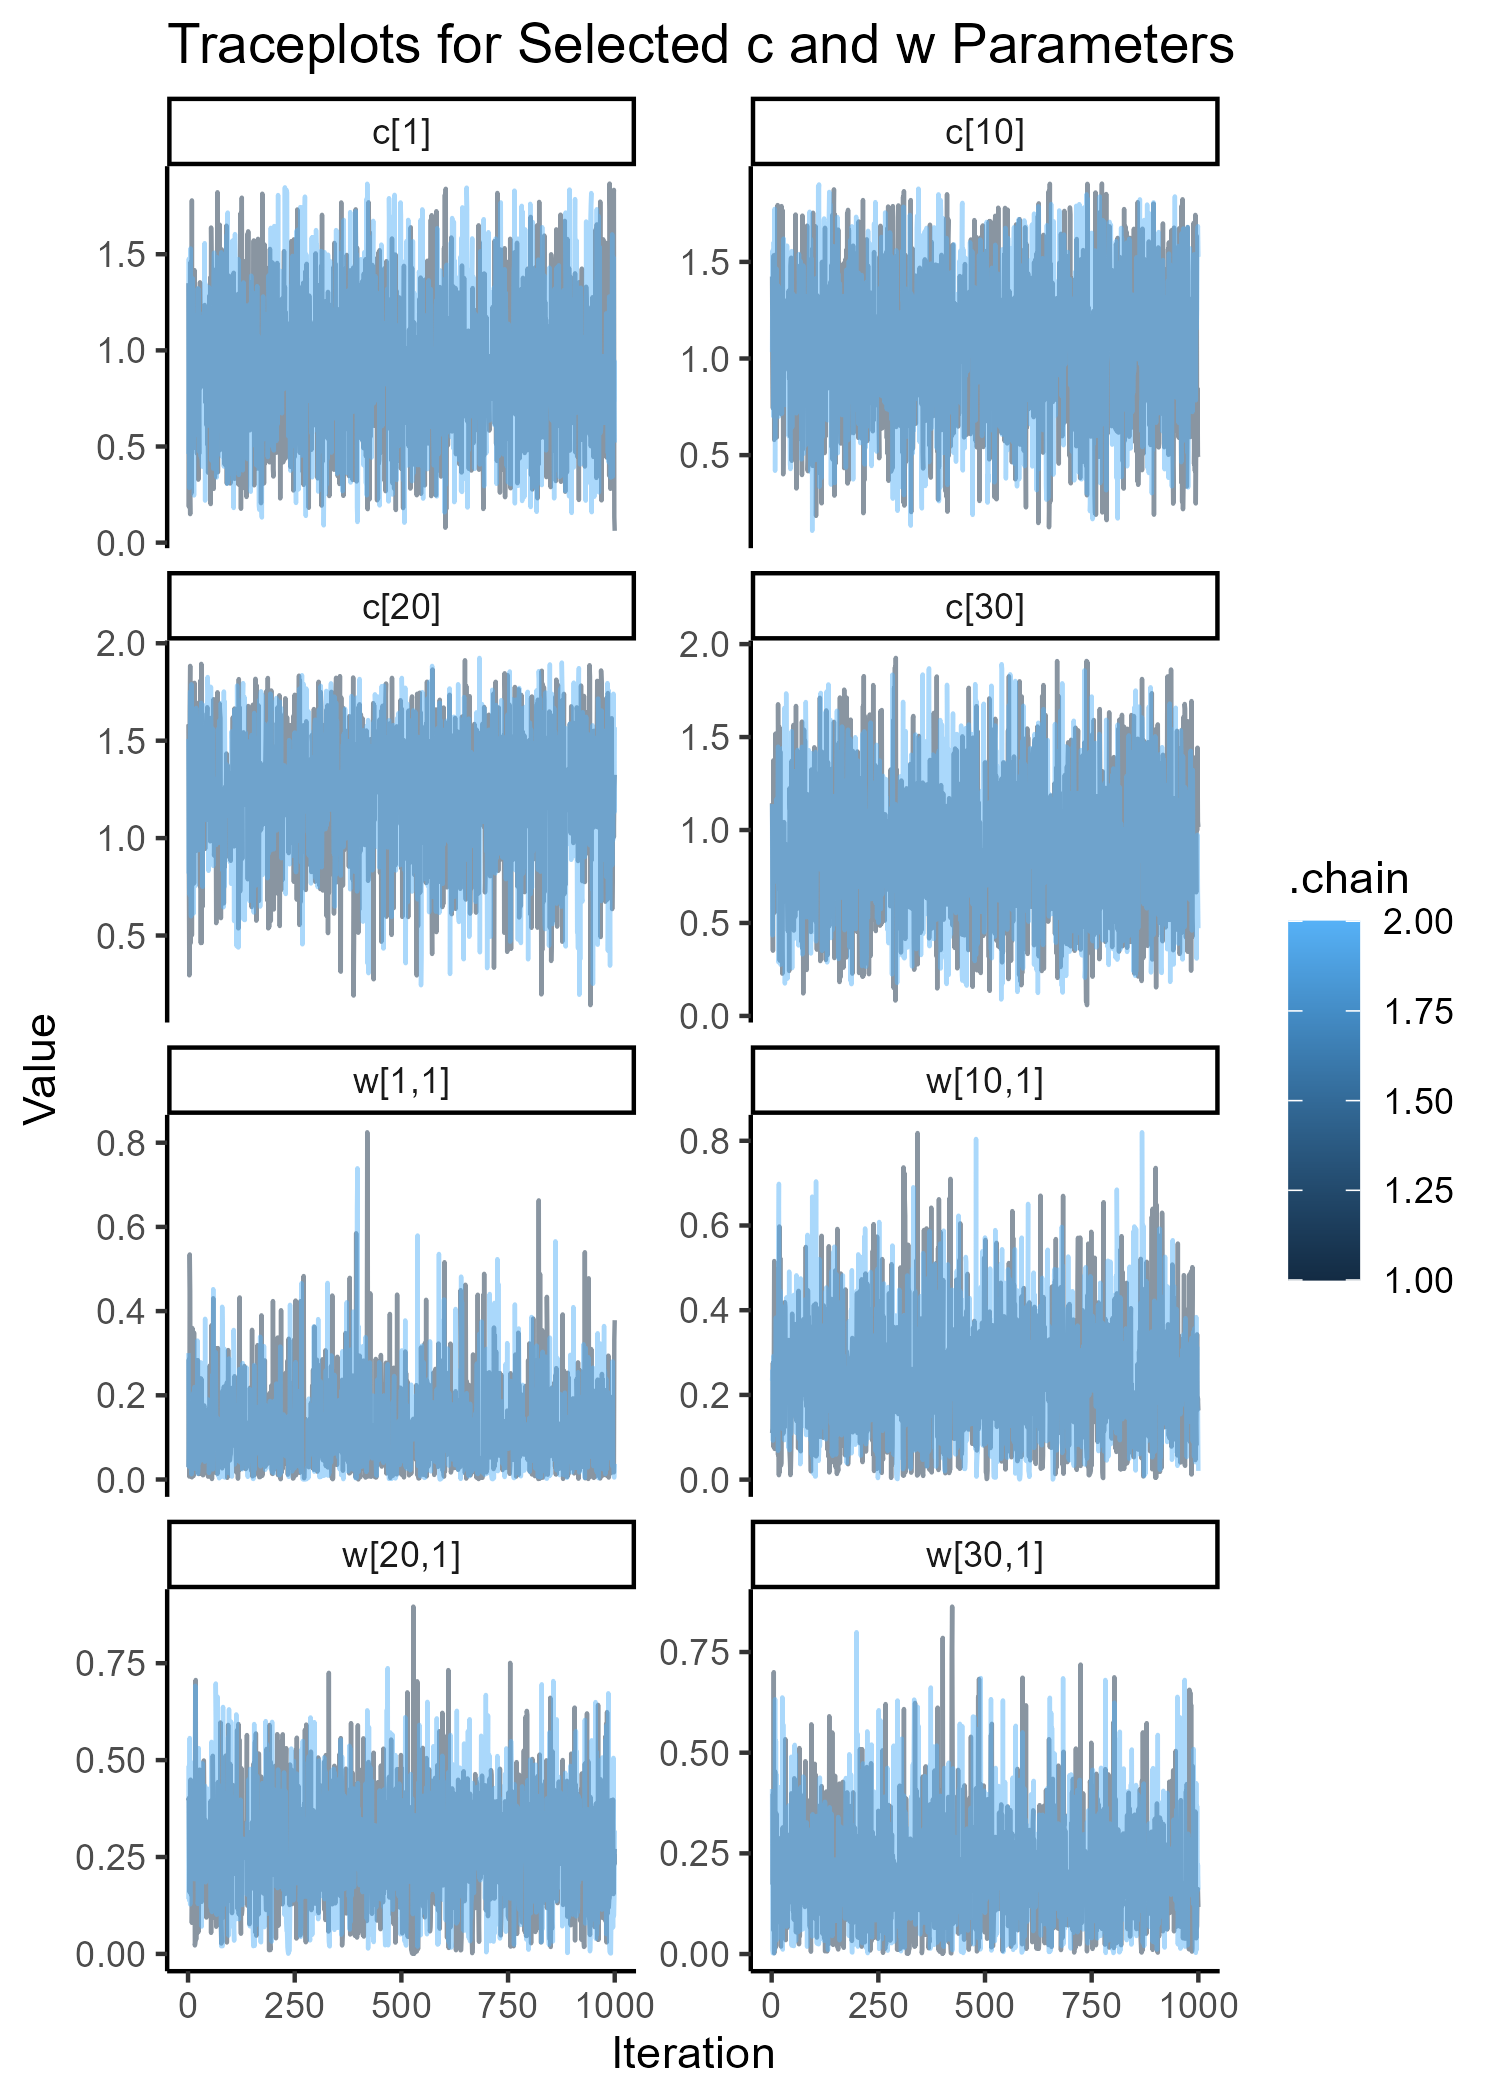 Traceplots for Selected c and w Parameters
c[1] c[10]
1.5 1.5
1.0 1.0
0.5 0.5
0.0
c[20] c[30]
2.0 2.0
1.5 1.5
1.0 1.0
0.5 0.5
0.0
w[1,1] w[10,1]
0.8 0.8
0.6 0.6
0.4 0.4
0.2 0.2
0.0 0.0
w[20,1] w[30,1]
0.75 0.75
0.50 0.50
0.25 0.25
0.00 0.00
0 250 500 750 1000 0 250 500 750 1000
Iteration
Value
.chain
2.00
1.75
1.50
1.25
1.00